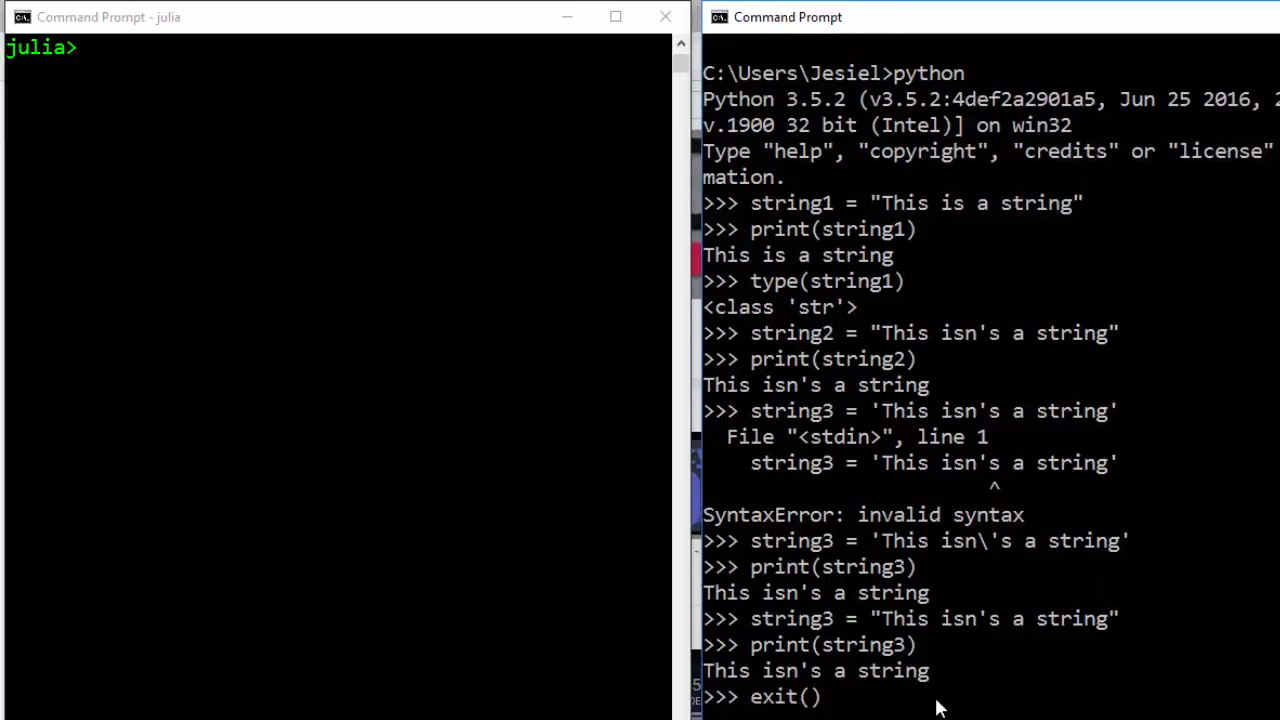 Command Prompt - julia
julia>
Command Prompt
C:\Users\Jesiel>python
Python 3.5.2 (v3.5.2:4def2a2901a5, Jun 25 2016, 2
v.1900 32 bit (Intel)] on win32
Type "help", "copyright", "credits" or "license"
mation.
>>> string1 = "This is a string"
>>> print(string1)
This is a string
>>> type(string1)
<class 'str'>
>>> string2 = "This isn's a string"
>>> print(string2)
This isn's a string
>>> string3 = 'This isn's a string'
  File "<stdin>", line 1
    string3 = 'This isn's a string'
                        ^
SyntaxError: invalid syntax
>>> string3 = 'This isn\'s a string'
>>> print(string3)
This isn's a string
>>> string3 = "This isn's a string"
>>> print(string3)
This isn's a string
>>> exit()